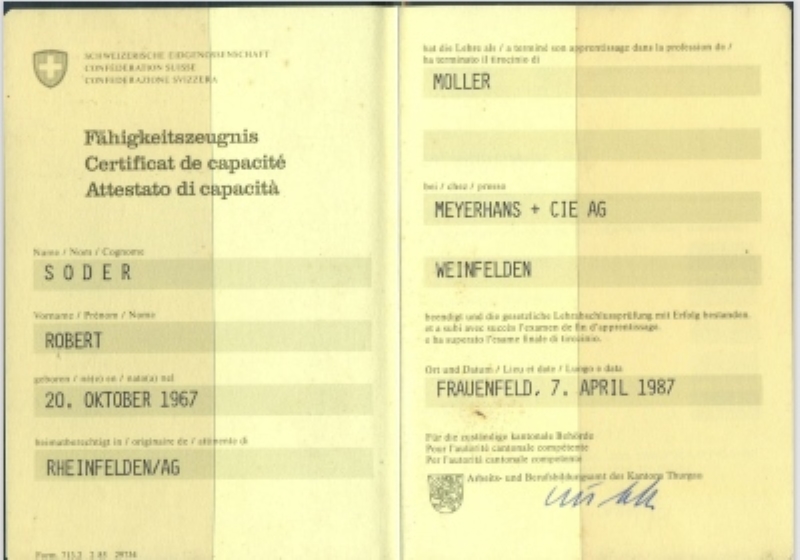 SCHWEIZERISCHE EIDGENOSSENSCHAFT
CONFÉDÉRATION SUISSE
CONFEDERAZIONE SVIZZERA
Fähigkeitszeugnis
Certificat de capacité
Attestato di capacità
Name / Nom / Cognome
SODER
Vorname / Prénom / Nome
ROBERT
geboren / né(e) en / nato(a) nel
20. OKTOBER 1967
heimatberechtigt in / originaire de / attinente di
RHEINFELDEN/AG
Form. 713.2 2.85
hat die Lehre als / a terminé son apprentissage dans la profession de /
ha terminato il tirocinio di
MOLLER
bei / chez / presso
MEYERHANS + CIE AG
WEINFELDEN
beendigt und die gesetzliche Lehrabschlussprüfung mit Erfolg bestanden.
et a subi avec succès l'examen de fin d'apprentissage.
e ha superato l'esame finale di tirocinio.
Ort und Datum / Lieu et date / Luogo e data
FRAUENFELD, 7. APRIL 1987
Für die zuständige kantonale Behörde
Pour l'autorité cantonale compétente
Per l'autorità cantonale competente
Arbeits- und Berufsbildungsamt des Kantons Thurgau